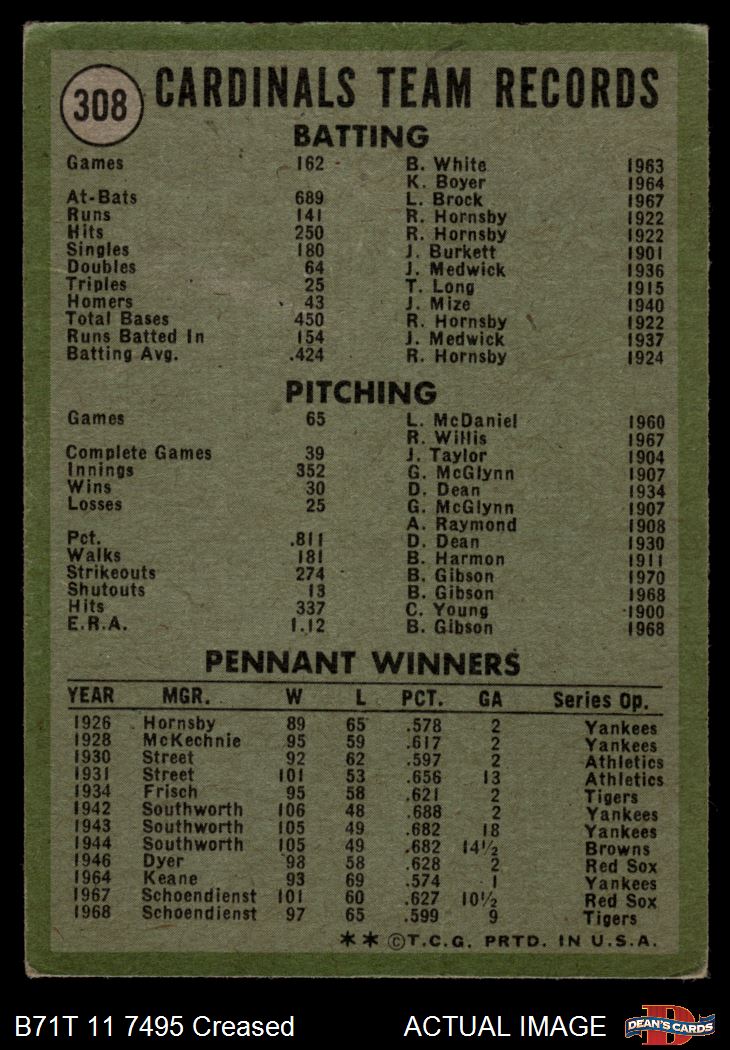 308 CARDINALS TEAM RECORDS
BATTING
Games 162 B. White 1963
K. Boyer 1964
At-Bats 689 L. Brock 1967
Runs 141 R. Hornsby 1922
Hits 250 R. Hornsby 1922
Singles 180 J. Burkett 1901
Doubles 64 J. Medwick 1936
Triples 25 T. Long 1915
Homers 43 J. Mize 1940
Total Bases 450 R. Hornsby 1922
Runs Batted In 154 J. Medwick 1937
Batting Avg. .424 R. Hornsby 1924
PITCHING
Games 65 L. McDaniel 1960
R. Willis 1967
Complete Games 39 J. Taylor 1904
Innings 352 G. McGlynn 1907
Wins 30 D. Dean 1934
Losses 25 G. McGlynn 1907
A. Raymond 1908
Pct. .811 D. Dean 1930
Walks 181 B. Harmon 1911
Strikeouts 274 B. Gibson 1970
Shutouts 13 B. Gibson 1968
Hits 337 C. Young 1900
E.R.A. 1.12 B. Gibson 1968
PENNANT WINNERS
YEAR MGR. W L PCT. GA Series Op.
1926 Hornsby 89 65 .578 2 Yankees
1928 McKechnie 95 59 .617 2 Yankees
1930 Street 92 62 .597 2 Athletics
1931 Street 101 53 .656 13 Athletics
1934 Frisch 95 58 .621 2 Tigers
1942 Southworth 106 48 .688 2 Yankees
1943 Southworth 105 49 .682 18 Yankees
1944 Southworth 105 49 .682 14½ Browns
1946 Dyer 98 58 .628 2 Red Sox
1964 Keane 93 69 .574 1 Yankees
1967 Schoendienst 101 60 .627 10½ Red Sox
1968 Schoendienst 97 65 .599 9 Tigers
** ©T.C.G. PRTD. IN U.S.A.
B71T 11 7495 Creased ACTUAL IMAGE D DEAN'S CARDS